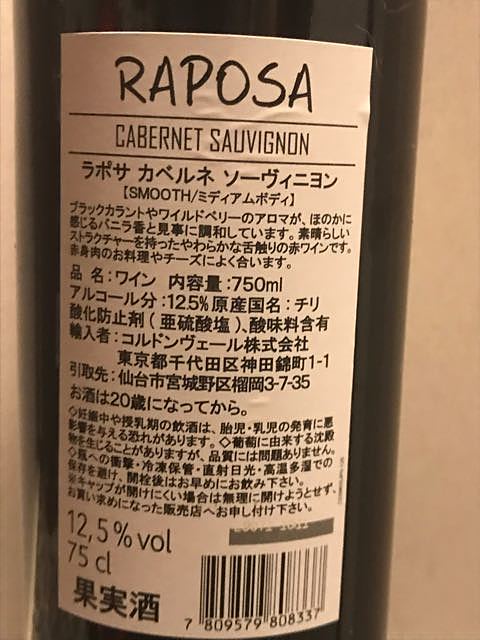 RAPOSA
CABERNET SAUVIGNON
ラポサ カベルネ ソーヴィニヨン
【SMOOTH/ミディアムボディ】
ブラックカラントやワイルドベリーのアロマが、ほのかに
感じるバニラ香と見事に調和しています。素晴らしい
ストラクチャーを持ったやわらかな舌触りの赤ワインです。
赤身肉のお料理やチーズによく合います。
品 名:ワイン 内容量:750ml
アルコール分:12.5%原産国名:チリ
酸化防止剤(亜硫酸塩)、酸味料含有
輸入者:コルドンヴェール株式会社
東京都千代田区神田錦町1-1
引取先:仙台市宮城野区榴岡3-7-35
お酒は20歳になってから。
◇妊娠中や授乳期の飲酒は、胎児・乳児の発育に悪
影響を与える恐れがあります。◇葡萄に由来する沈殿
物を生じることがありますが、品質には問題ありません。
◇瓶への衝撃・冷凍保管・直射日光・高温多湿での
保存を避け、開栓後はお早めにお飲み下さい。
※キャップが開けにくい場合は無理に開けようとせず、
お買い求めになった販売店へお申し付け下さい。
12,5% vol
75 cl
果実酒
7 809579 808337